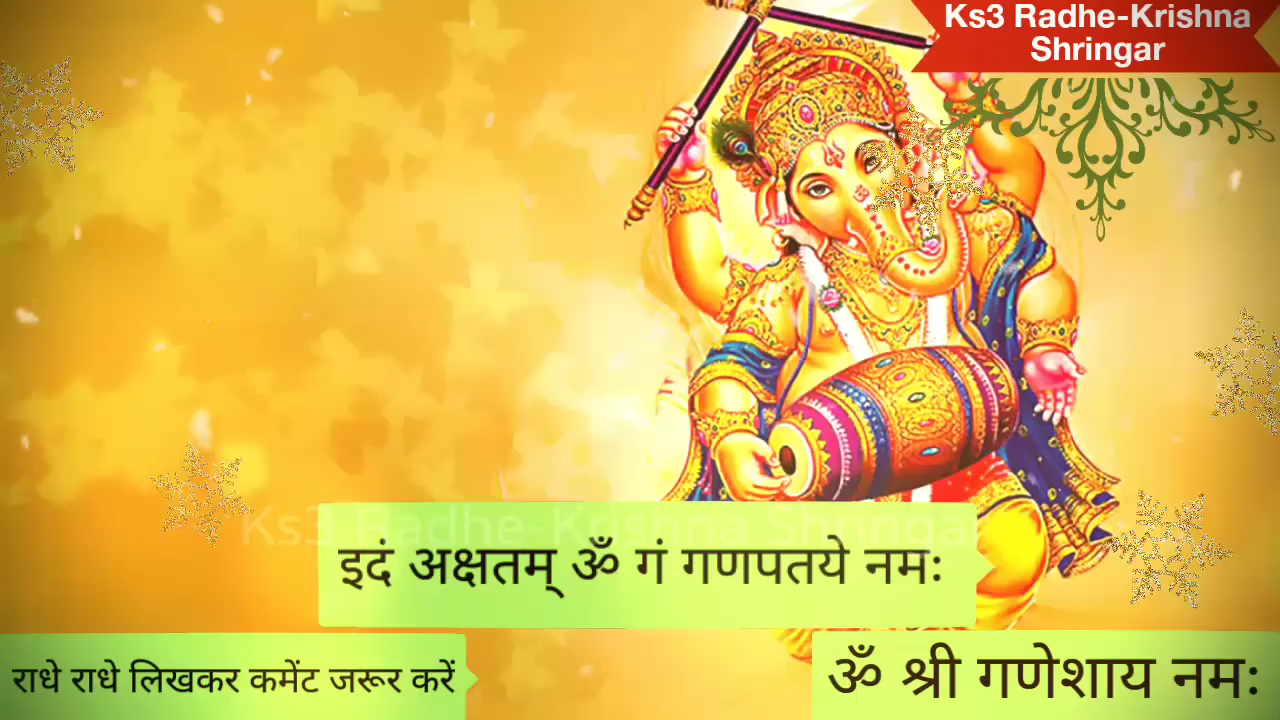 Ks3 Radhe-Krishna
Shringar
Ks3 Radhe-Krishna Shringar
इदं अक्षतम् ॐ गं गणपतये नमः
राधे राधे लिखकर कमेंट जरूर करें
ॐ श्री गणेशाय नमः